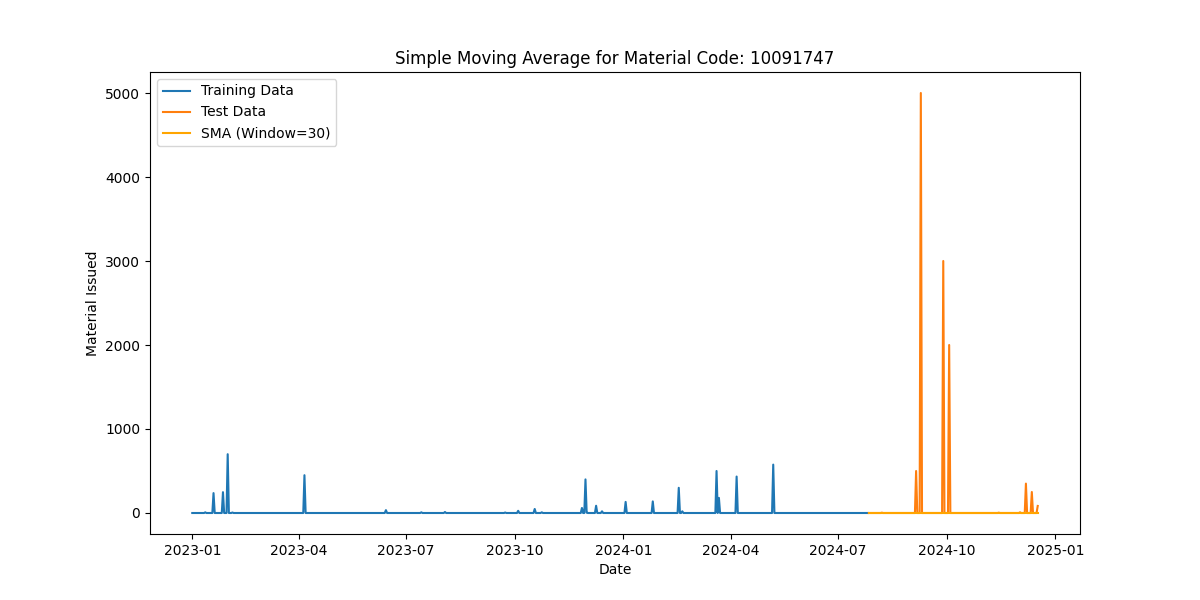 Simple Moving Average for Material Code: 10091747
Training Data
Test Data
SMA (Window=30)
5000
4000
3000
2000
1000
0
Material Issued
2023-01 2023-04 2023-07 2023-10 2024-01 2024-04 2024-07 2024-10 2025-01
Date